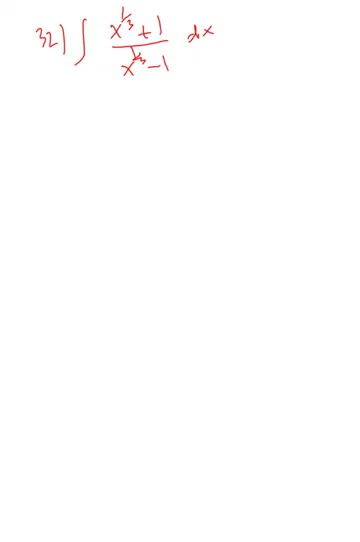 32) ∫ (x^{1/3} + 1)/(x^{1/3} - 1) dx